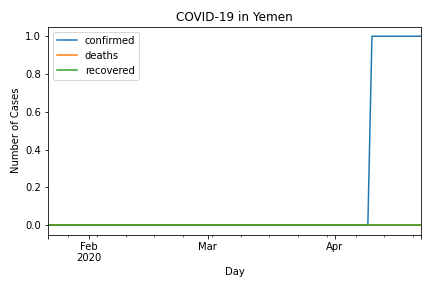 COVID-19 in Yemen
confirmed
deaths
recovered
1.0
0.8
0.6
0.4
0.2
0.0
Number of Cases
Feb
2020
Mar
Apr
Day